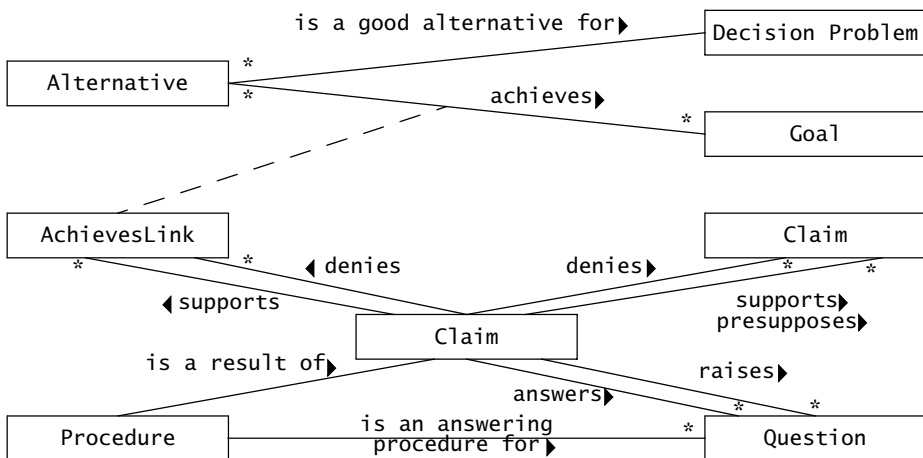 is a good alternative for
Decision Problem
*
Alternative
*
achieves
*
Goal
AchievesLink
Claim
*
*
denies
denies
*
*
supports
supports
presupposes
Claim
is a result of
raises
answers
*
*
Procedure
is an answering
procedure for
*
Question